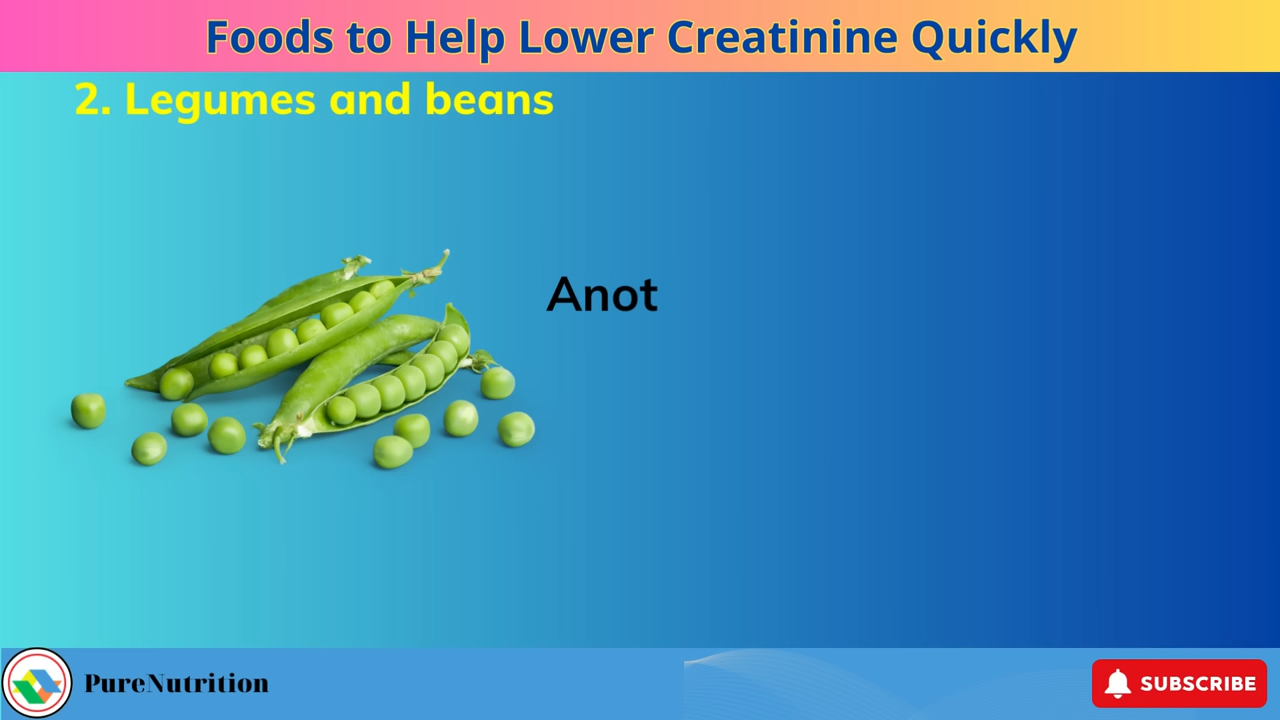 Foods to Help Lower Creatinine Quickly
2. Legumes and beans
Anot
PureNutrition
SUBSCRIBE